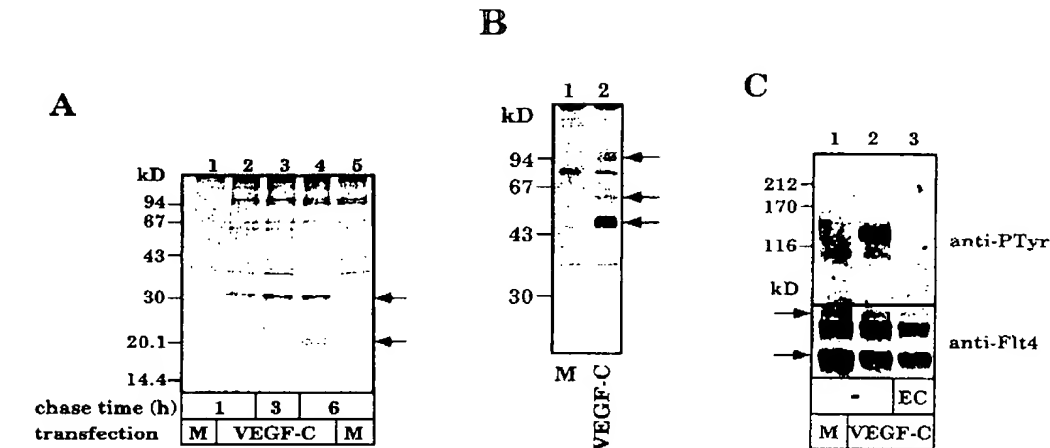 A
kD
1 2 3 4 5
94
67
43
30
20.1
14.4
chase time (h) 1 3 6
transfection M VEGF-C M
B
1 2
kD
94
67
43
30
M VEGF-C
C
1 2 3
212
170
116
anti-PTyr
kD
anti-Flt4
- EC
M VEGF-C